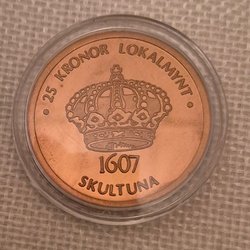 · 25 KRONOR LOKALMYNT ·
1607
SKULTUNA